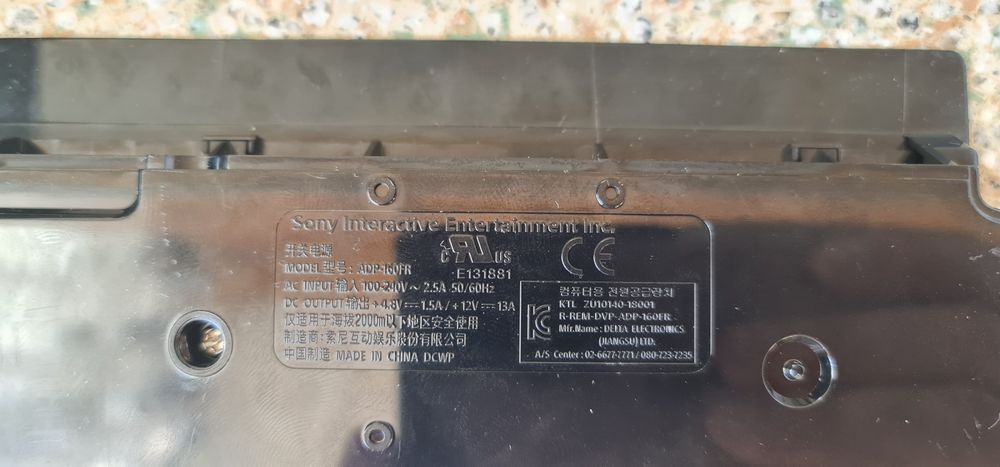 Sony Interactive Entertainment Inc.
开关电源
MODEL 型号: ADP-160FR
c RU US
E131881
CE
AC INPUT 输入 100-240V ~ 2.5A 50/60Hz
DC OUTPUT 输出 +4.8V ⎓ 1.5A / +12V ⎓ 13A
仅适用于海拔2000m以下地区安全使用
制造商: 索尼互动娱乐股份有限公司
中国制造 MADE IN CHINA DCWP
컴퓨터용 전원공급장치
KTL ZU10140-18001
R-REM-DVP-ADP-160FR
Mfr.Name : DELTA ELECTRONICS
(JIANGSU) LTD.
A/S Center : 02-6677-7771 / 080-723-7235